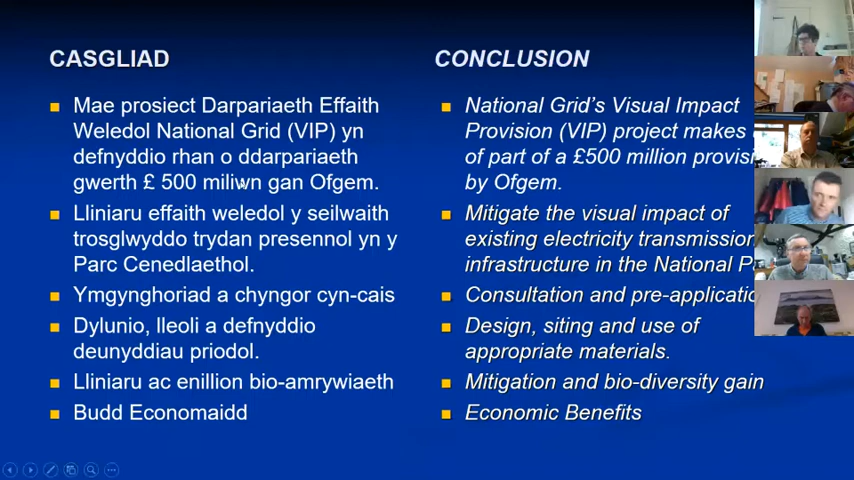 CASGLIAD
Mae prosiect Darpariaeth Effaith
Weledol National Grid (VIP) yn
defnyddio rhan o ddarpariaeth
gwerth £ 500 miliwn gan Ofgem.
Lliniaru effaith weledol y seilwaith
trosglwyddo trydan presennol yn y
Parc Cenedlaethol.
Ymgynghoriad a chyngor cyn-cais
Dylunio, lleoli a defnyddio
deunyddiau priodol.
Lliniaru ac enillion bio-amrywiaeth
Budd Economaidd
CONCLUSION
National Grid's Visual Impact
Provision (VIP) project makes
of part of a £500 million
by Ofgem.
Mitigate the visual impact of
existing electricity transmission
infrastructure in the National
Consultation and
Design, siting and use of
appropriate materials.
Mitigation and bio-diversity gain
Economic Benefits